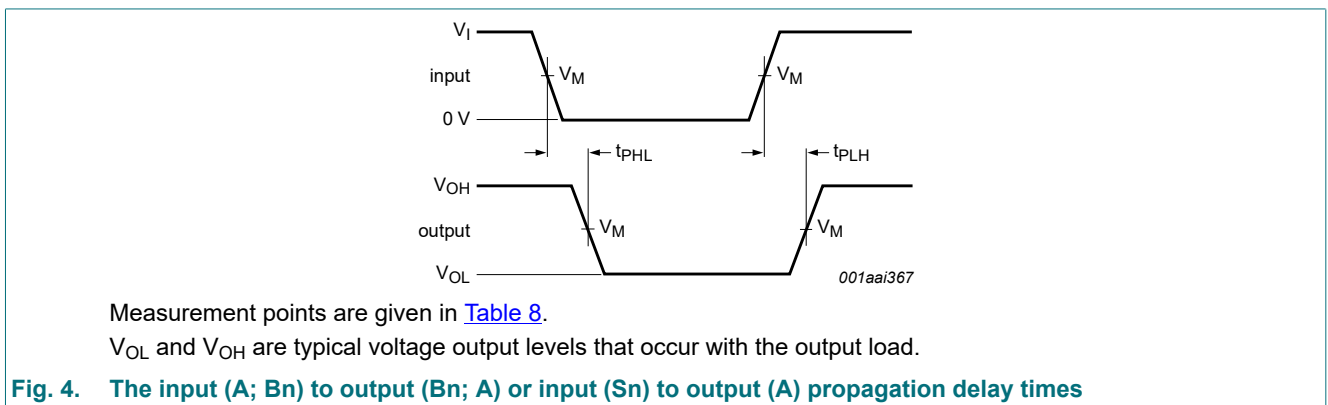 VI
input
VM
VM
0 V
tPHL
tPLH
VOH
output
VM
VM
VOL
001aai367
Measurement points are given in Table 8.
VOL and VOH are typical voltage output levels that occur with the output load.
Fig. 4. The input (A; Bn) to output (Bn; A) or input (Sn) to output (A) propagation delay times